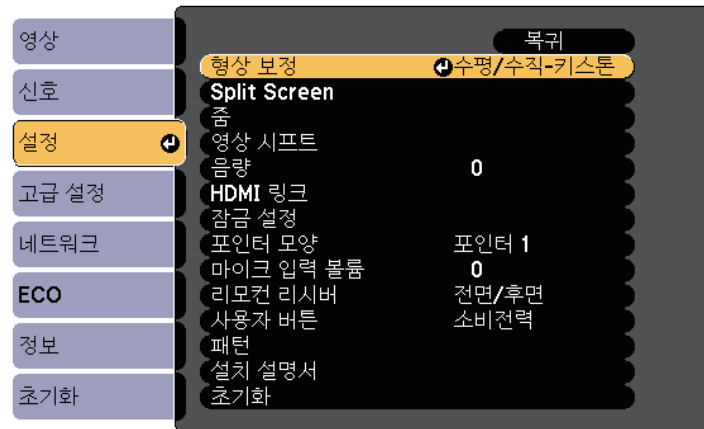 영상
신호
설정
고급 설정
네트워크
ECO
정보
초기화
복귀
형상 보정 수평/수직-키스톤
Split Screen
줌
영상 시프트
음량 0
HDMI 링크
잠금 설정
포인터 모양 포인터 1
마이크 입력 볼륨 0
리모컨 리시버 전면/후면
사용자 버튼 소비전력
패턴
설치 설명서
초기화